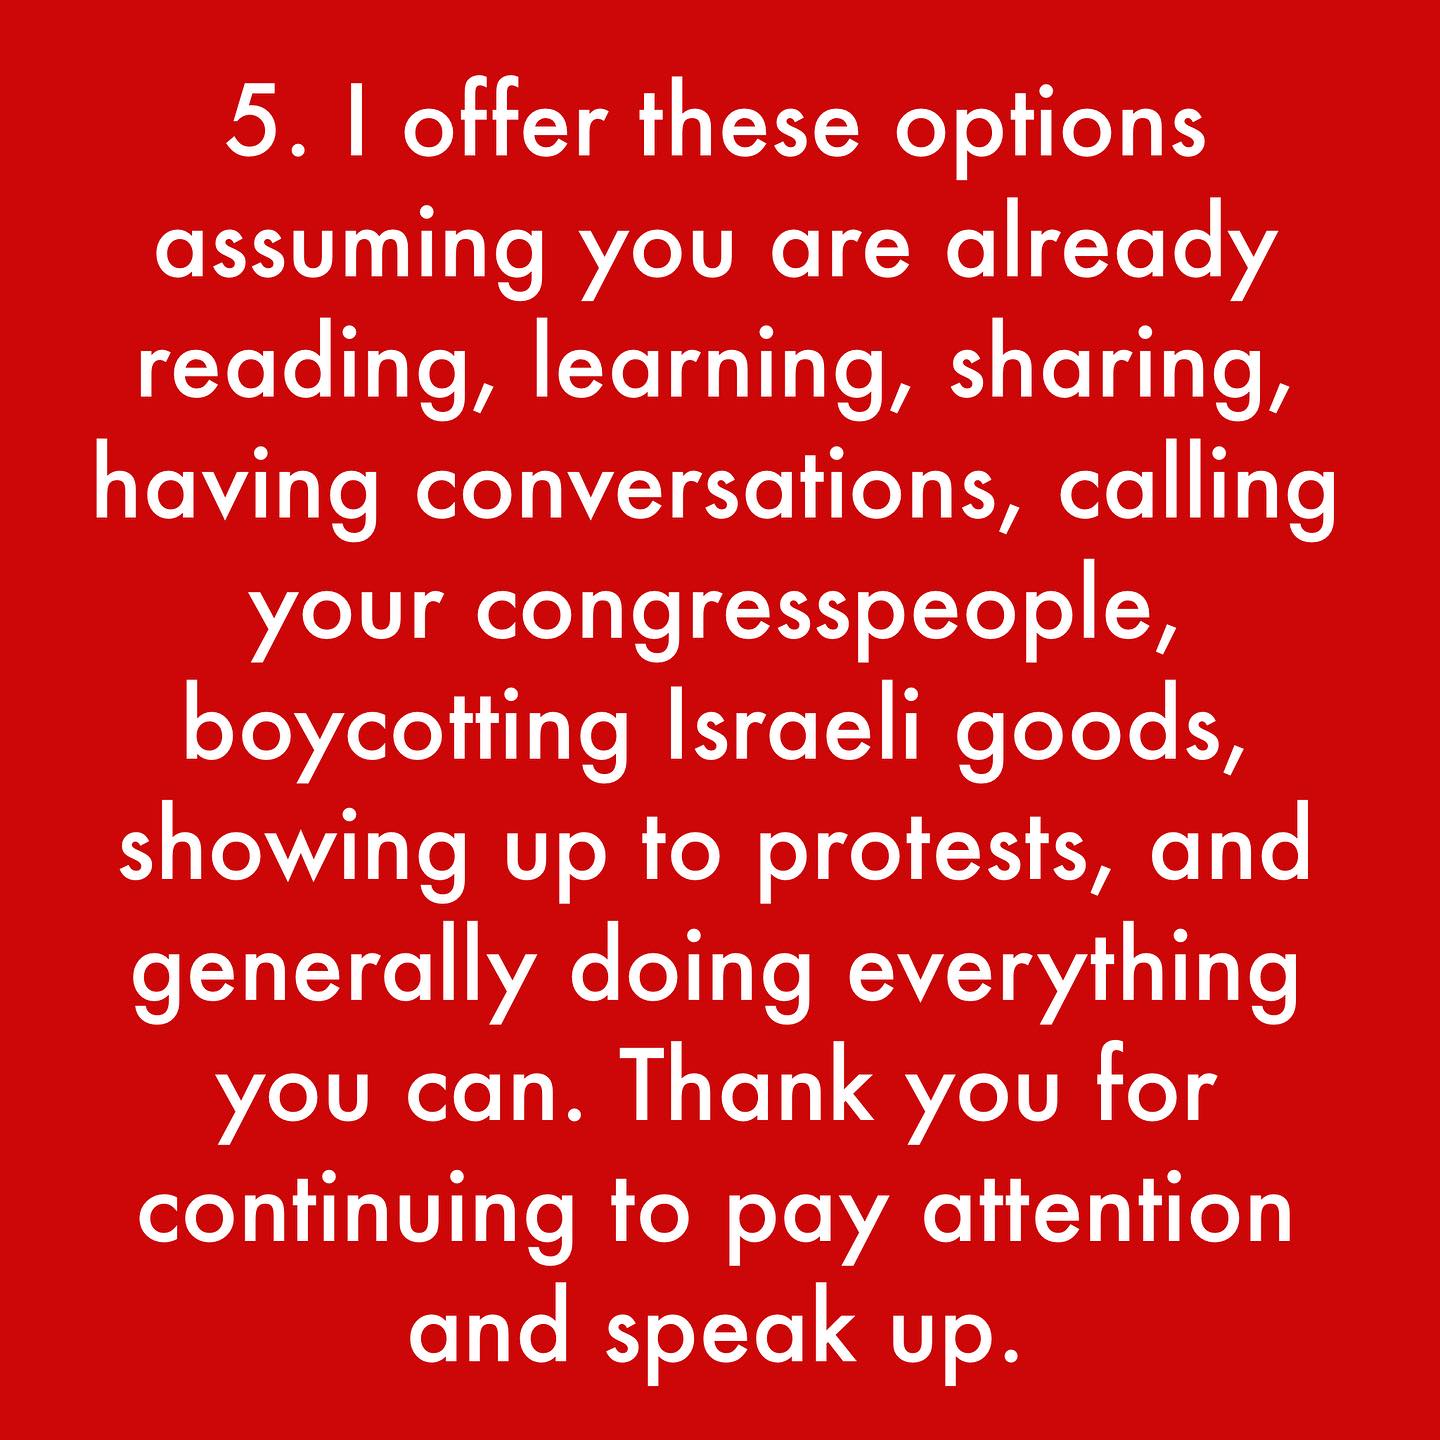 5. I offer these options
assuming you are already
reading, learning, sharing,
having conversations, calling
your congresspeople,
boycotting Israeli goods,
showing up to protests, and
generally doing everything
you can. Thank you for
continuing to pay attention
and speak up.